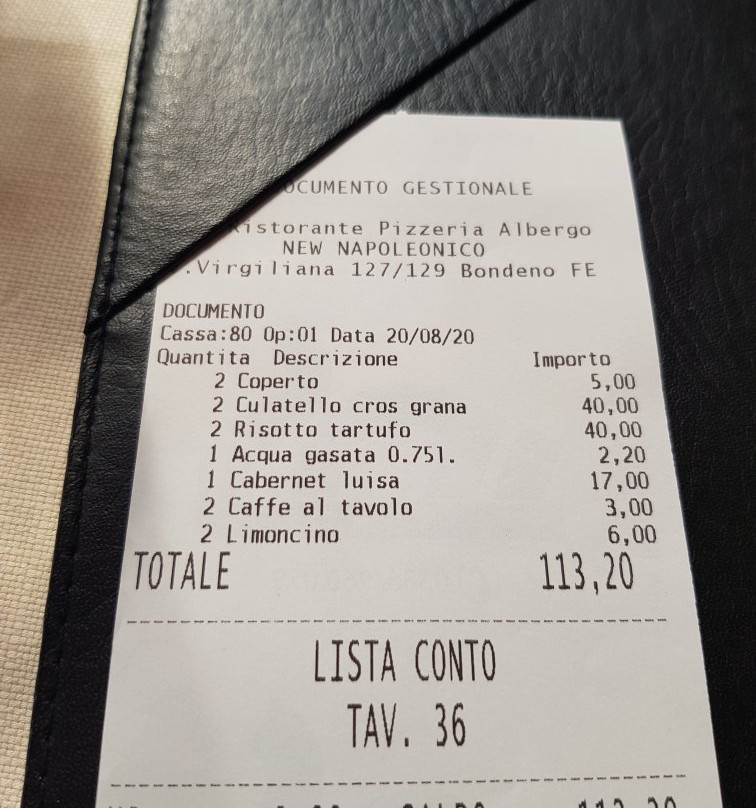 OCUMENTO GESTIONALE
istorante Pizzeria Albergo
NEW NAPOLEONICO
.Virgiliana 127/129 Bondeno FE
DOCUMENTO
Cassa:80 Op:01 Data 20/08/20
Quantita Descrizione Importo
2 Coperto 5,00
2 Culatello cros grana 40,00
2 Risotto tartufo 40,00
1 Acqua gasata 0.75l. 2,20
1 Cabernet luisa 17,00
2 Caffe al tavolo 3,00
2 Limoncino 6,00
TOTALE 113,20
LISTA CONTO
TAV. 36